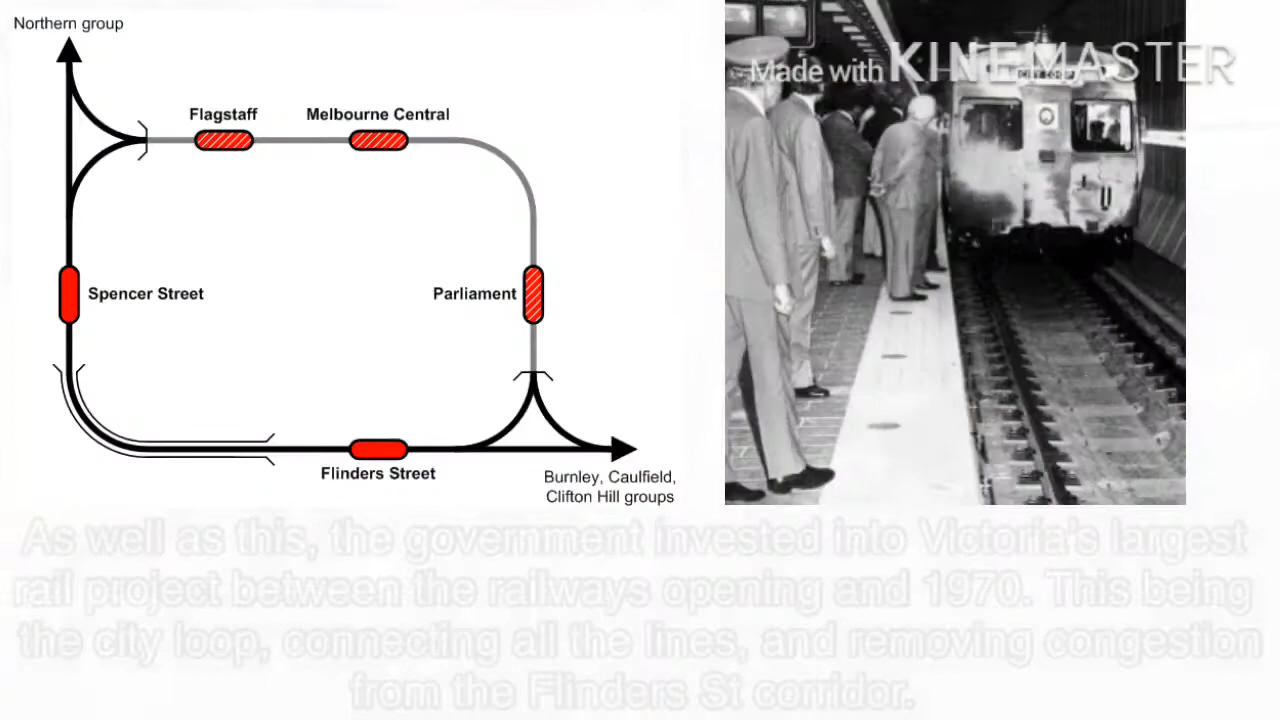 Northern group
Made with KINEMASTER
CITY LOOP
Flagstaff
Melbourne Central
Spencer Street
Parliament
Flinders Street
Burnley, Caulfield,
Clifton Hill groups
As well as this, the government invested into Victoria's largest
rail project between the railways opening and 1970. This being
the city loop, connecting all the lines, and removing congestion
from the Flinders St corridor.